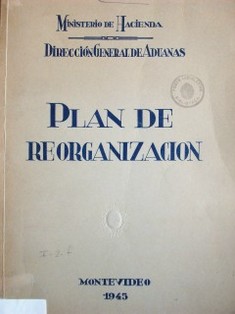 MINISTERIO DE HACIENDA
DIRECCIÓN GENERAL DE ADUANAS
PLAN DE
REORGANIZACION
MONTEVIDEO
1945